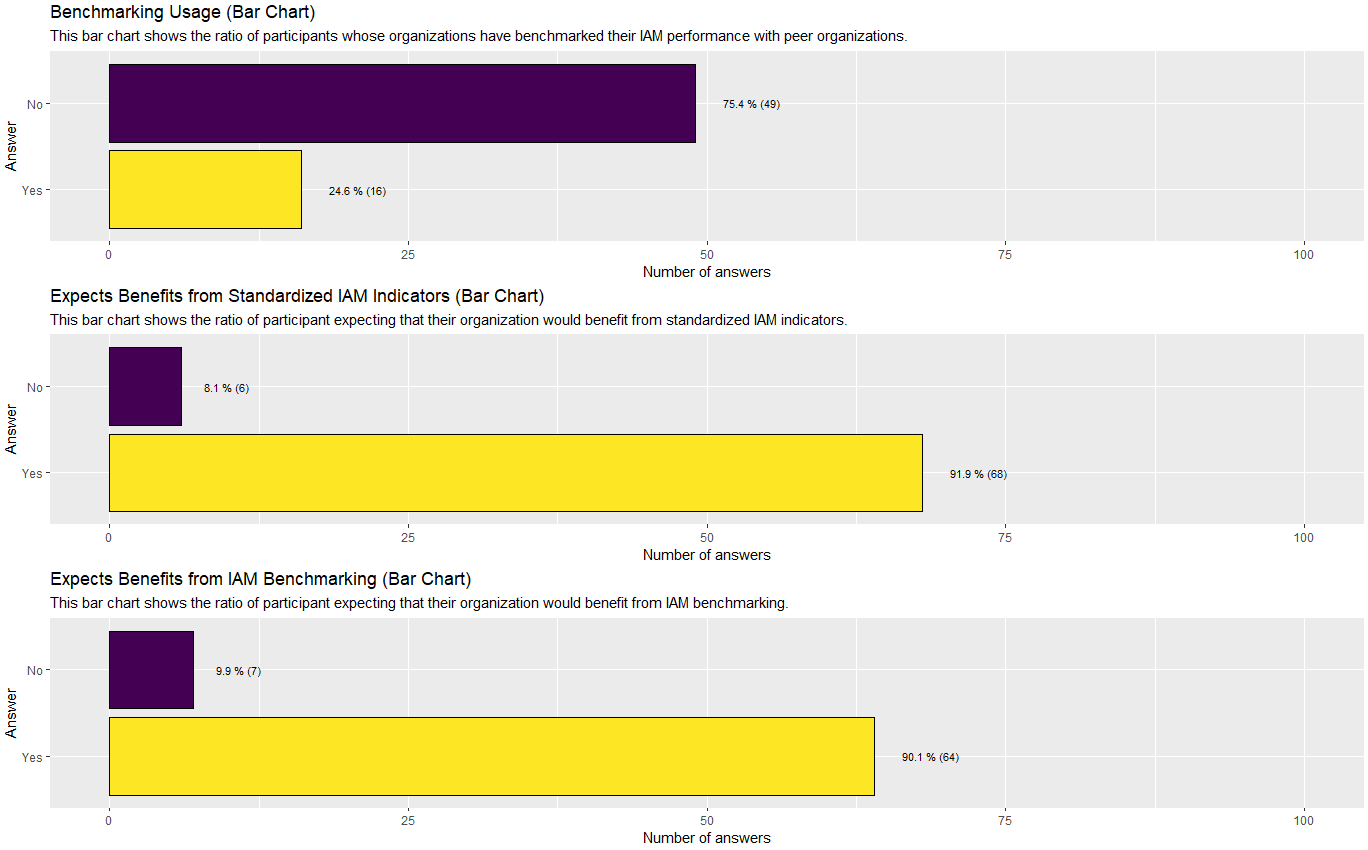 Benchmarking Usage (Bar Chart)
This bar chart shows the ratio of participants whose organizations have benchmarked their IAM performance with peer organizations.
Answer
No
75.4 % (49)
Yes
24.6 % (16)
0 25 50 75 100
Number of answers
Expects Benefits from Standardized IAM Indicators (Bar Chart)
This bar chart shows the ratio of participant expecting that their organization would benefit from standardized IAM indicators.
Answer
No
8.1 % (6)
Yes
91.9 % (68)
0 25 50 75 100
Number of answers
Expects Benefits from IAM Benchmarking (Bar Chart)
This bar chart shows the ratio of participant expecting that their organization would benefit from IAM benchmarking.
Answer
No
9.9 % (7)
Yes
90.1 % (64)
0 25 50 75 100
Number of answers